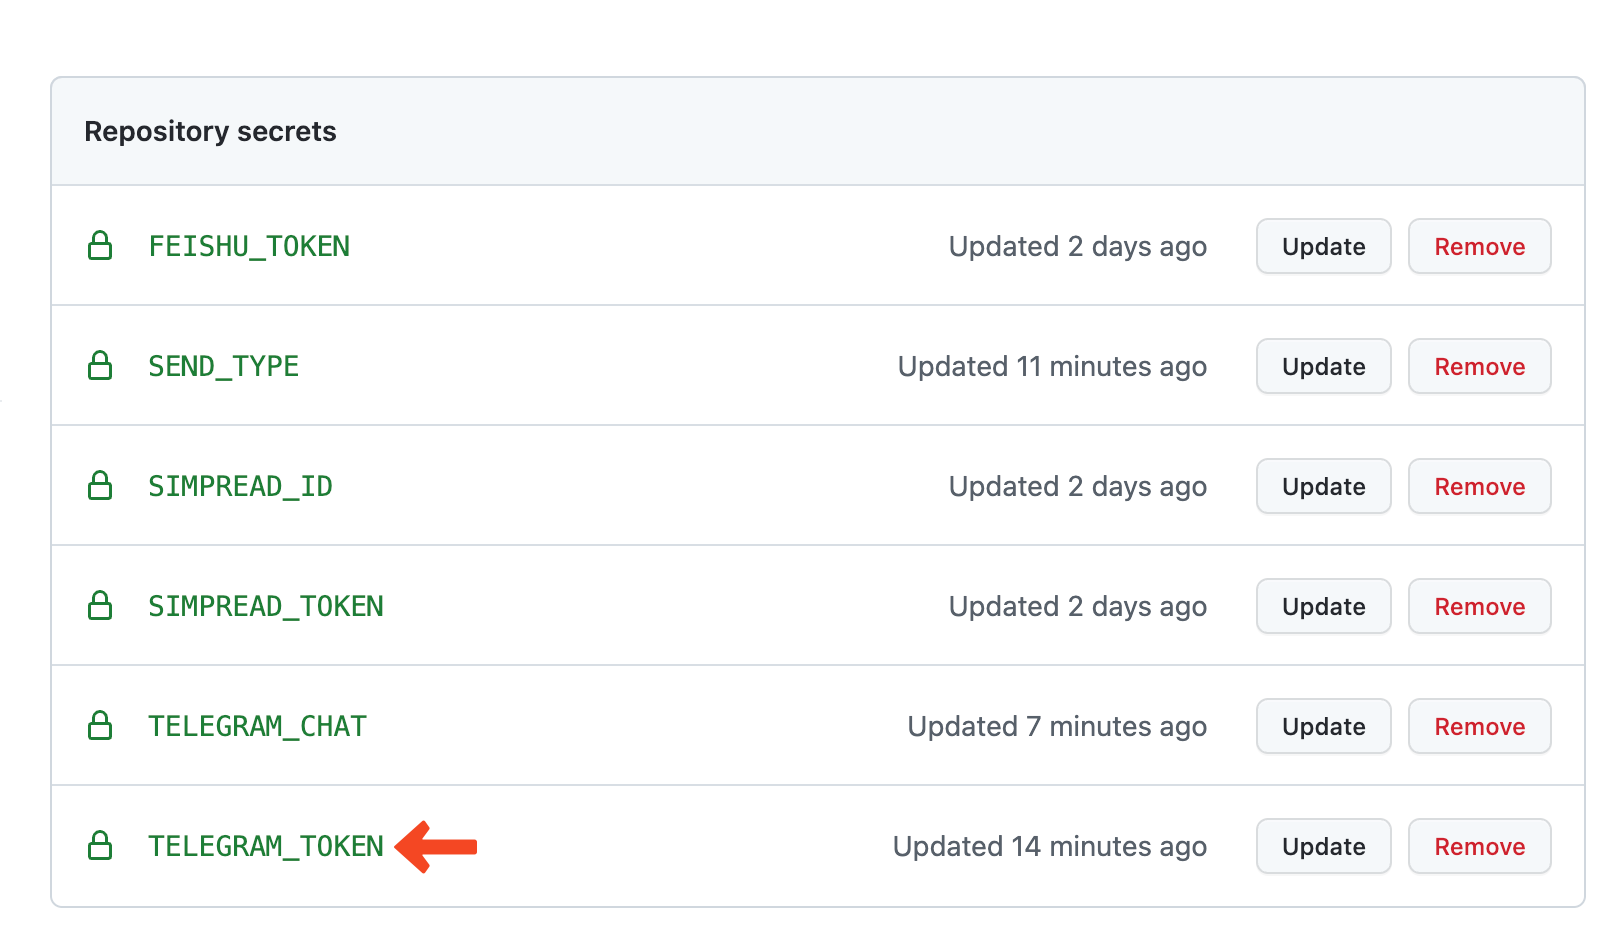 Repository secrets
FEISHU_TOKEN Updated 2 days ago Update Remove
SEND_TYPE Updated 11 minutes ago Update Remove
SIMPREAD_ID Updated 2 days ago Update Remove
SIMPREAD_TOKEN Updated 2 days ago Update Remove
TELEGRAM_CHAT Updated 7 minutes ago Update Remove
TELEGRAM_TOKEN Updated 14 minutes ago Update Remove